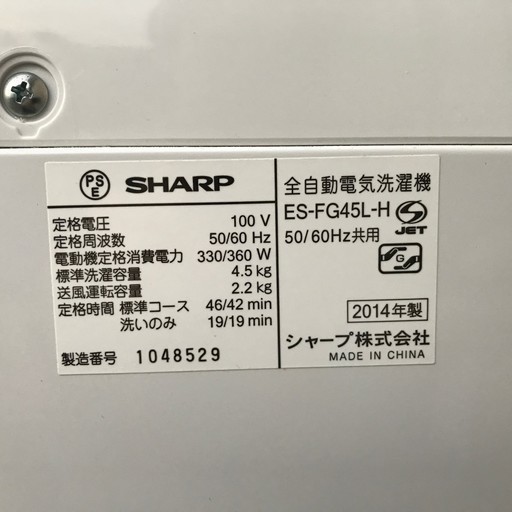 PSE SHARP
定格電圧 100 V
定格周波数 50/60 Hz
電動機定格消費電力 330/360 W
標準洗濯容量 4.5 kg
送風運転容量 2.2 kg
定格時間 標準コース 46/42 min
洗いのみ 19/19 min
製造番号 1048529
全自動電気洗濯機
ES-FG45L-H
50/60Hz共用
JET
G
2014年製
シャープ株式会社
MADE IN CHINA